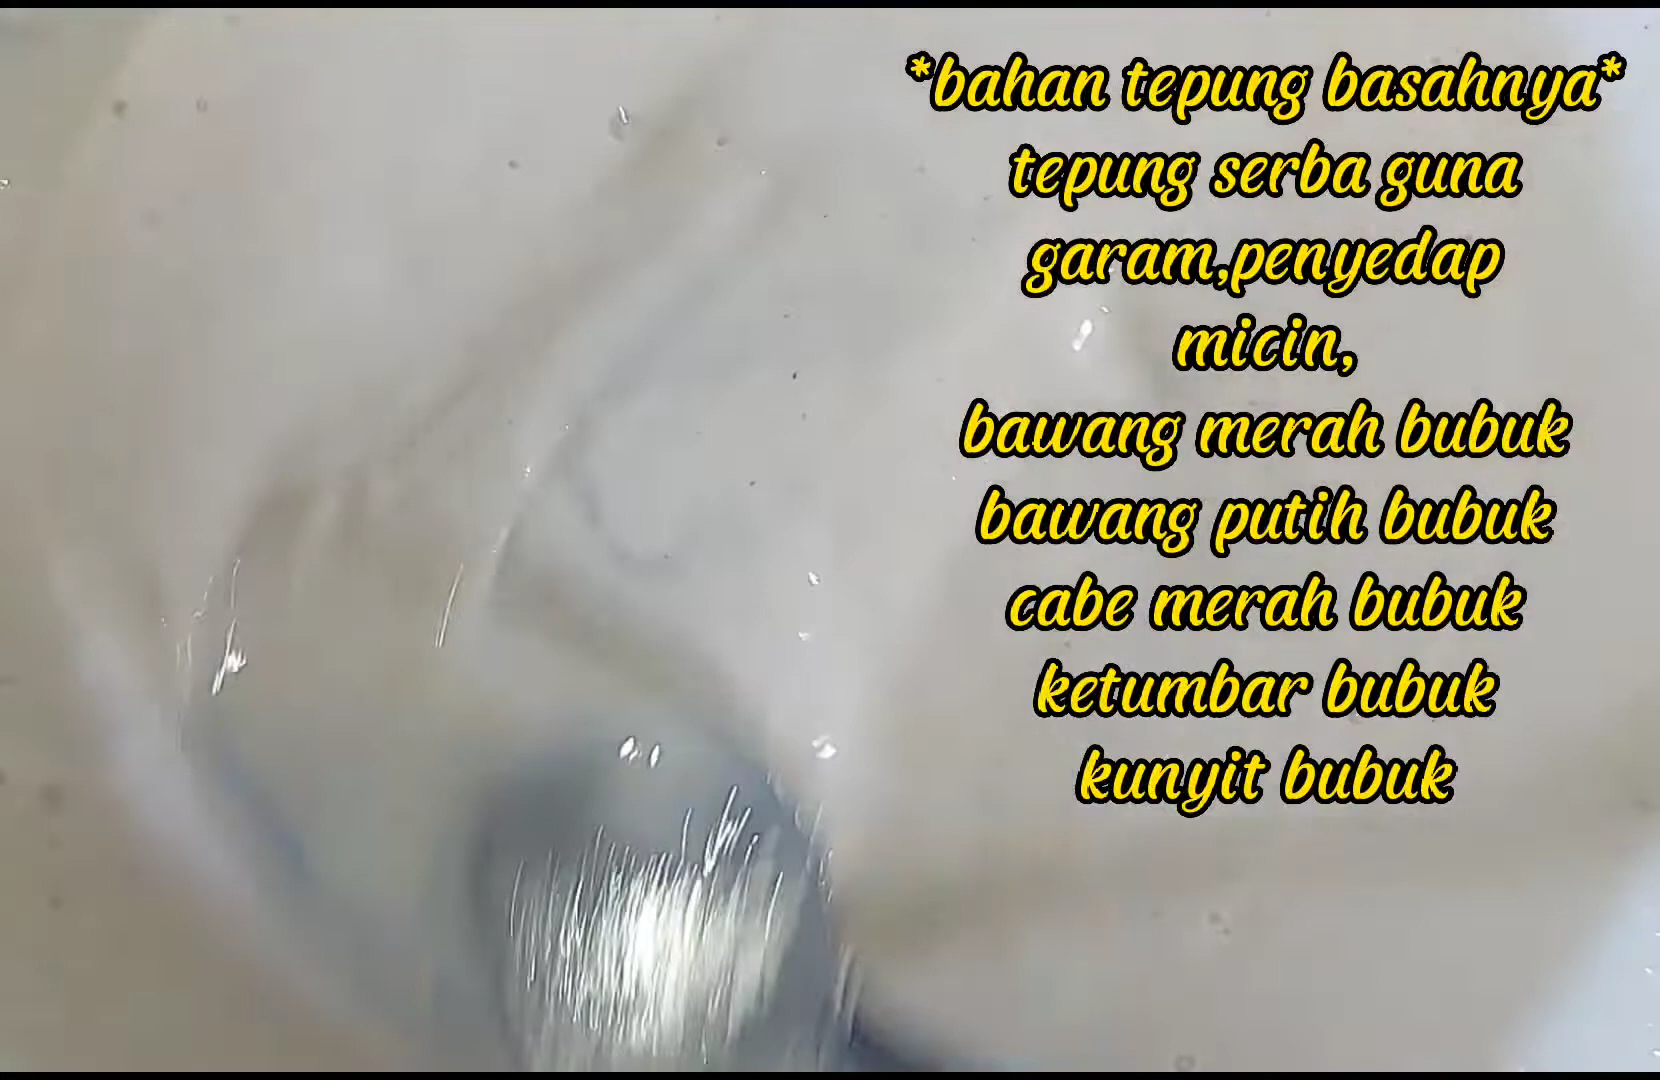 *bahan tepung basahnya*
tepung serba guna
garam,penyedap
micin,
bawang merah bubuk
bawang putih bubuk
cabe merah bubuk
ketumbar bubuk
kunyit bubuk